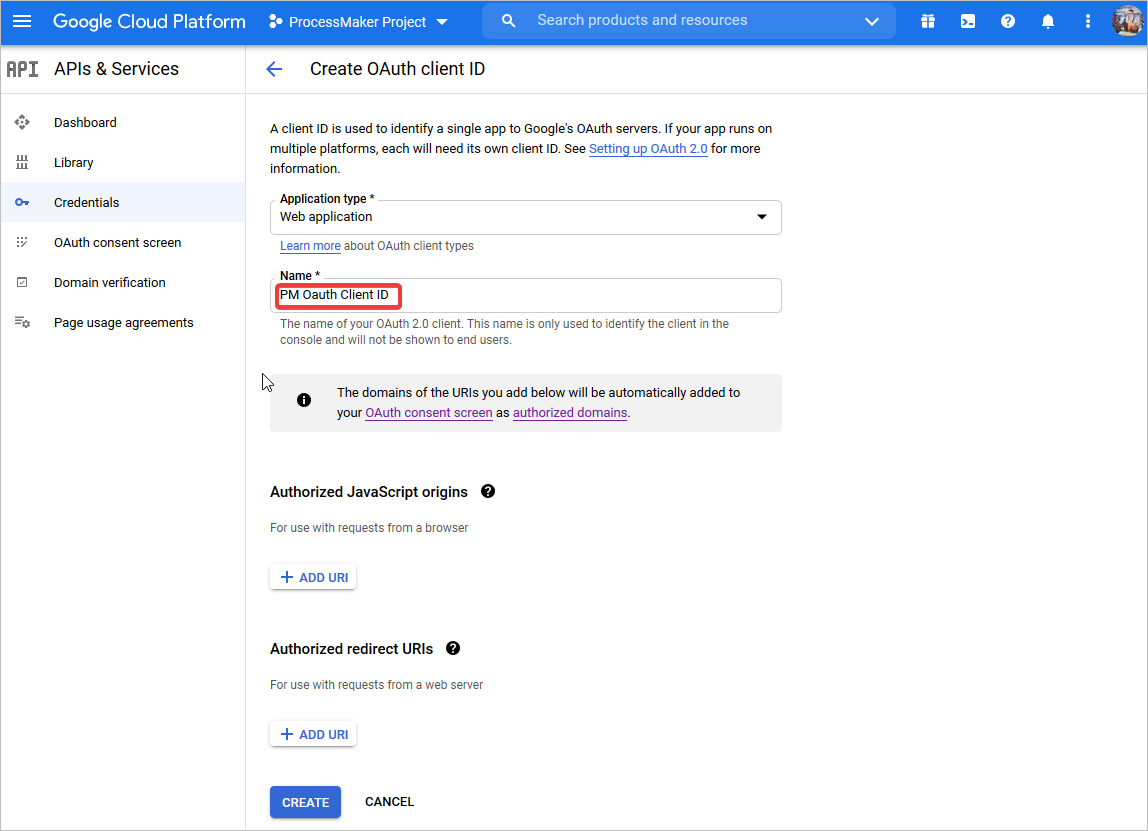 Google Cloud Platform
ProcessMaker Project
Search products and resources
API
APIs & Services
Create OAuth client ID
Dashboard
Library
Credentials
OAuth consent screen
Domain verification
Page usage agreements
A client ID is used to identify a single app to Google's OAuth servers. If your app runs on
multiple platforms, each will need its own client ID. See Setting up OAuth 2.0 for more
information.
Application type *
Web application
Learn more about OAuth client types
Name *
PM Oauth Client ID
The name of your OAuth 2.0 client. This name is only used to identify the client in the
console and will not be shown to end users.
The domains of the URIs you add below will be automatically added to
your OAuth consent screen as authorized domains.
Authorized JavaScript origins
For use with requests from a browser
ADD URI
Authorized redirect URIs
For use with requests from a web server
ADD URI
CREATE
CANCEL